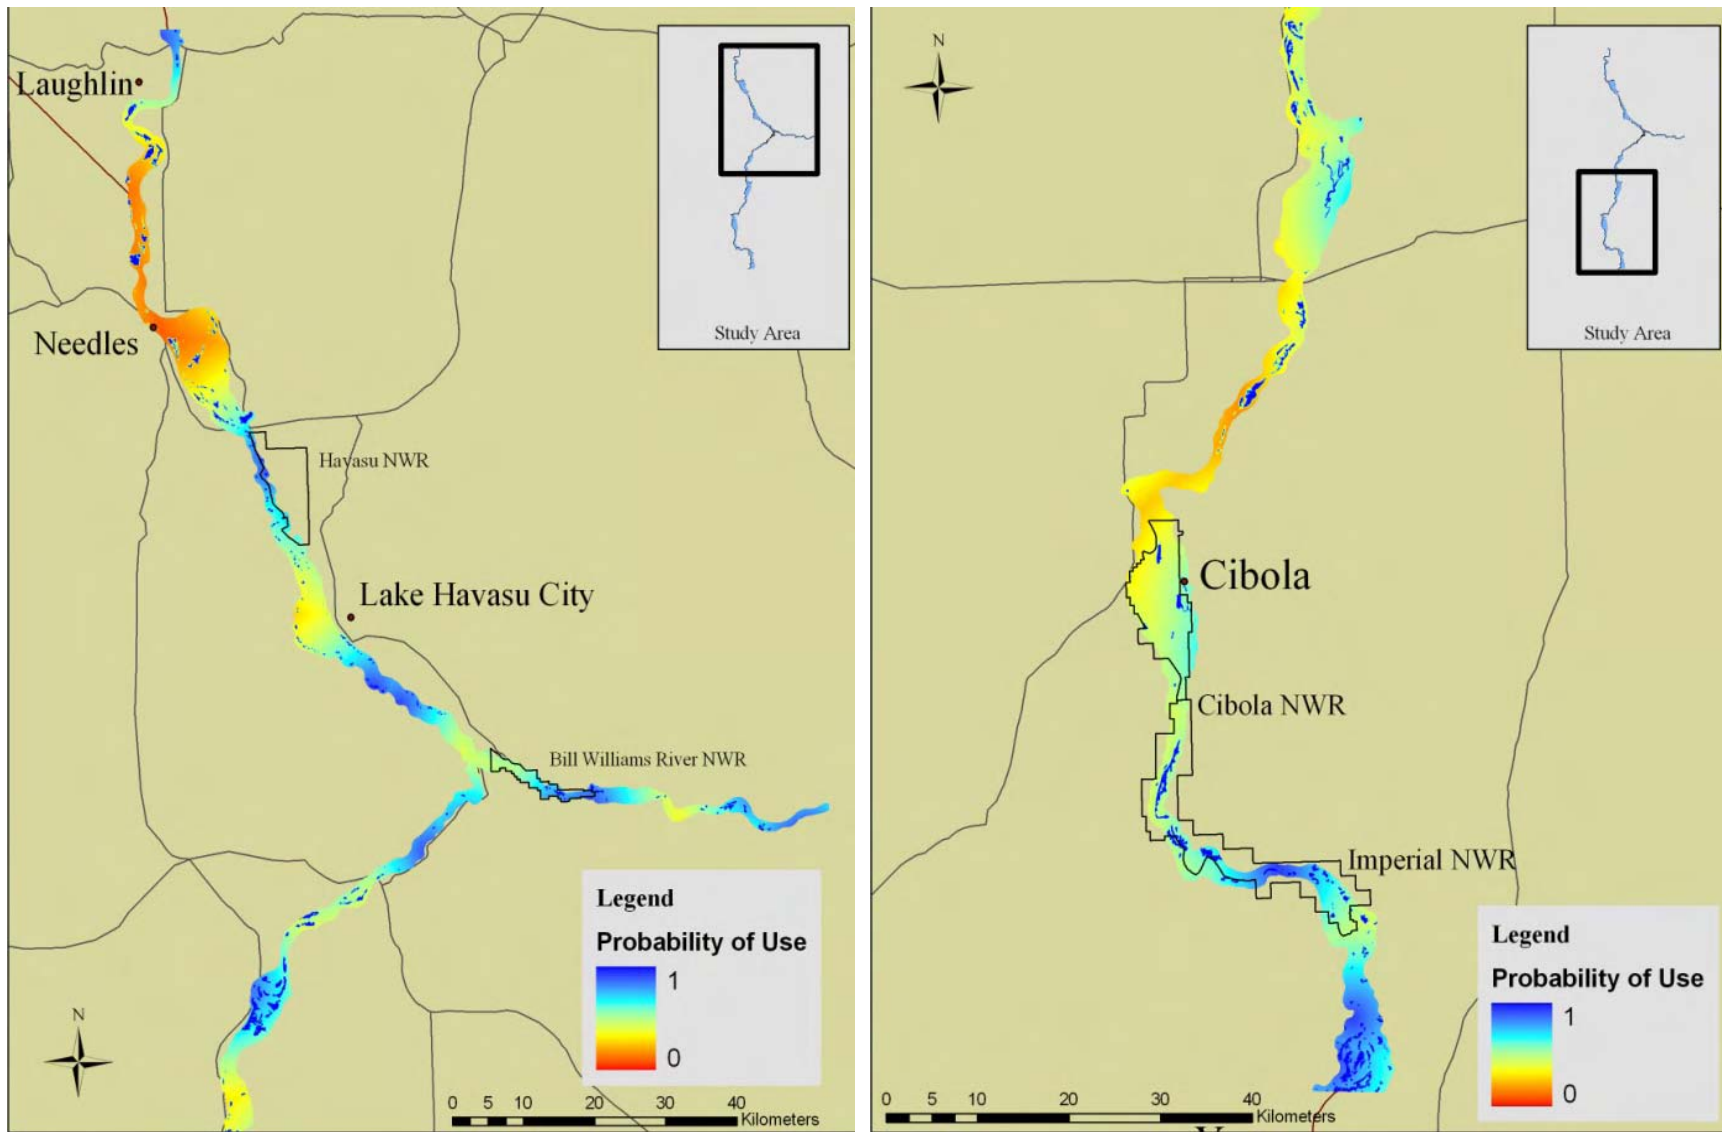 Laughlin
Needles
Havasu NWR
Lake Havasu City
Bill Williams River NWR
Study Area
Legend
Probability of Use
1
0
N
0 5 10 20 30 40
Kilometers
N
Study Area
Cibola
Cibola NWR
Imperial NWR
Legend
Probability of Use
1
0
0 5 10 20 30 40
Kilometers